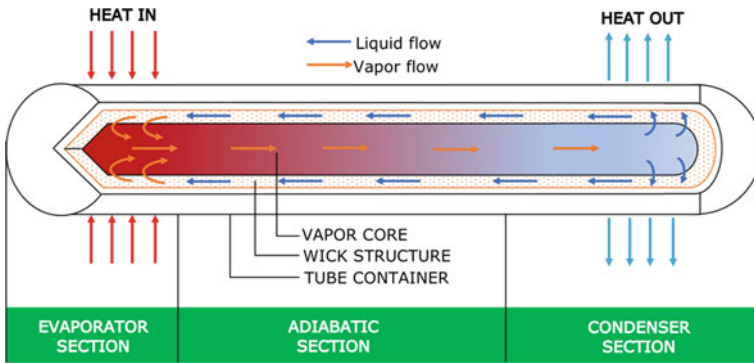 HEAT IN
HEAT OUT
Liquid flow
Vapor flow
VAPOR CORE
WICK STRUCTURE
TUBE CONTAINER
EVAPORATOR
SECTION
ADIABATIC
SECTION
CONDENSER
SECTION